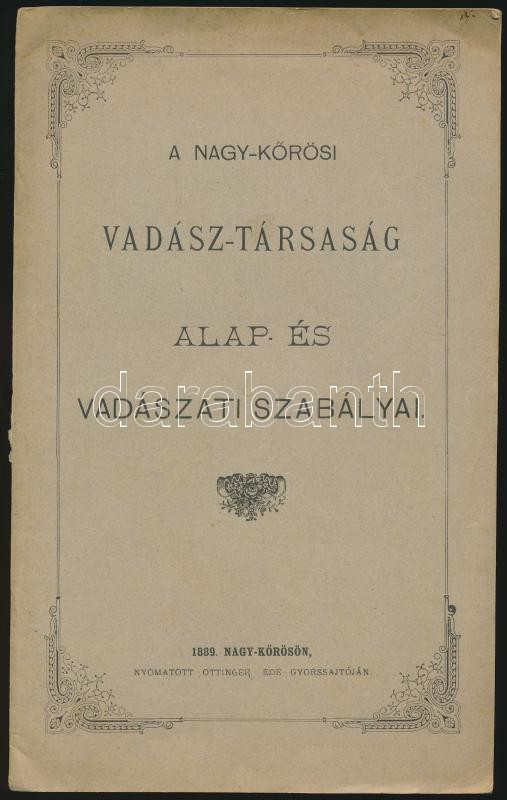 A NAGY-KŐRÖSI
VADÁSZ-TÁRSASÁG
ALAP- ÉS
darabanth
VADÁSZATI SZABÁLYAI.
1889. NAGY-KŐRÖSÖN,
NYOMATOTT OTTINGER EDE GYORSSAJTÓJÁN.